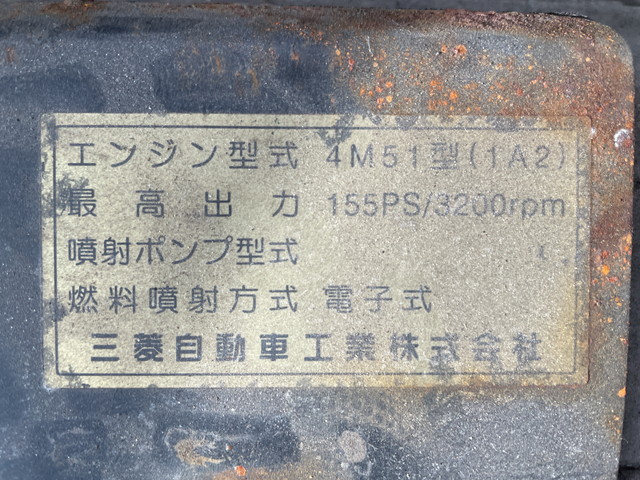 エンジン型式 4M51型(1A2)
最高出力 155PS/3200rpm
噴射ポンプ型式
燃料噴射方式 電子式
三菱自動車工業株式会社